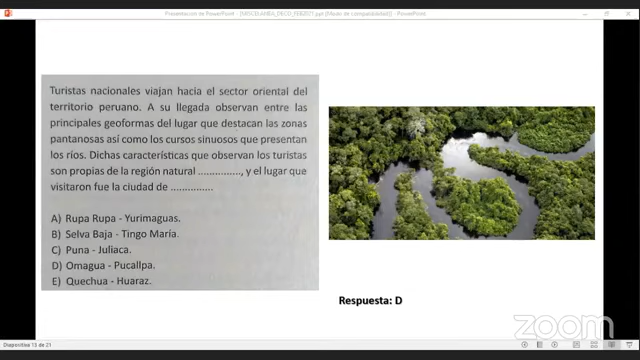 Presentación de PowerPoint - [MOCELANBA_DECO_FEB2021.ppt [Modo de compatibilidad] - PowerPoint
Turistas nacionales viajan hacia el sector oriental del
territorio peruano. A su llegada observan entre las
principales geoformas del lugar que destacan las zonas
pantanosas así como los cursos sinuosos que presentan
los ríos. Dichas características que observan los turistas
son propias de la región natural ..............., y el lugar que
visitaron fue la ciudad de ...............
A) Rupa Rupa - Yurimaguas.
B) Selva Baja - Tingo María.
C) Puna - Juliaca.
D) Omagua - Pucallpa.
E) Quechua - Huaraz.
Respuesta: D
zoom
Diapositiva 13 de 21